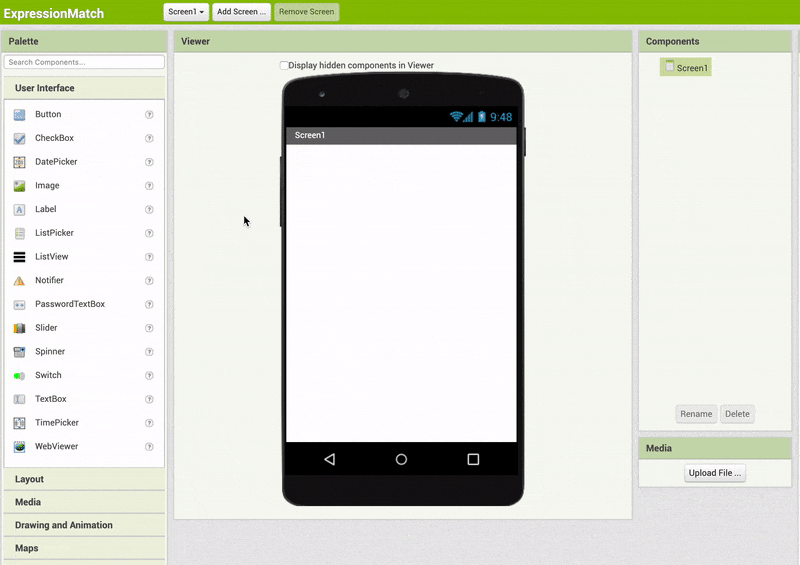 ExpressionMatch
Screen1
Add Screen ...
Remove Screen
Palette
Search Components...
User Interface
Button
CheckBox
DatePicker
Image
Label
ListPicker
ListView
Notifier
PasswordTextBox
Slider
Spinner
Switch
TextBox
TimePicker
WebViewer
Layout
Media
Drawing and Animation
Maps
Viewer
Display hidden components in Viewer
9:48
Screen1
Components
Screen1
Rename
Delete
Media
Upload File ...